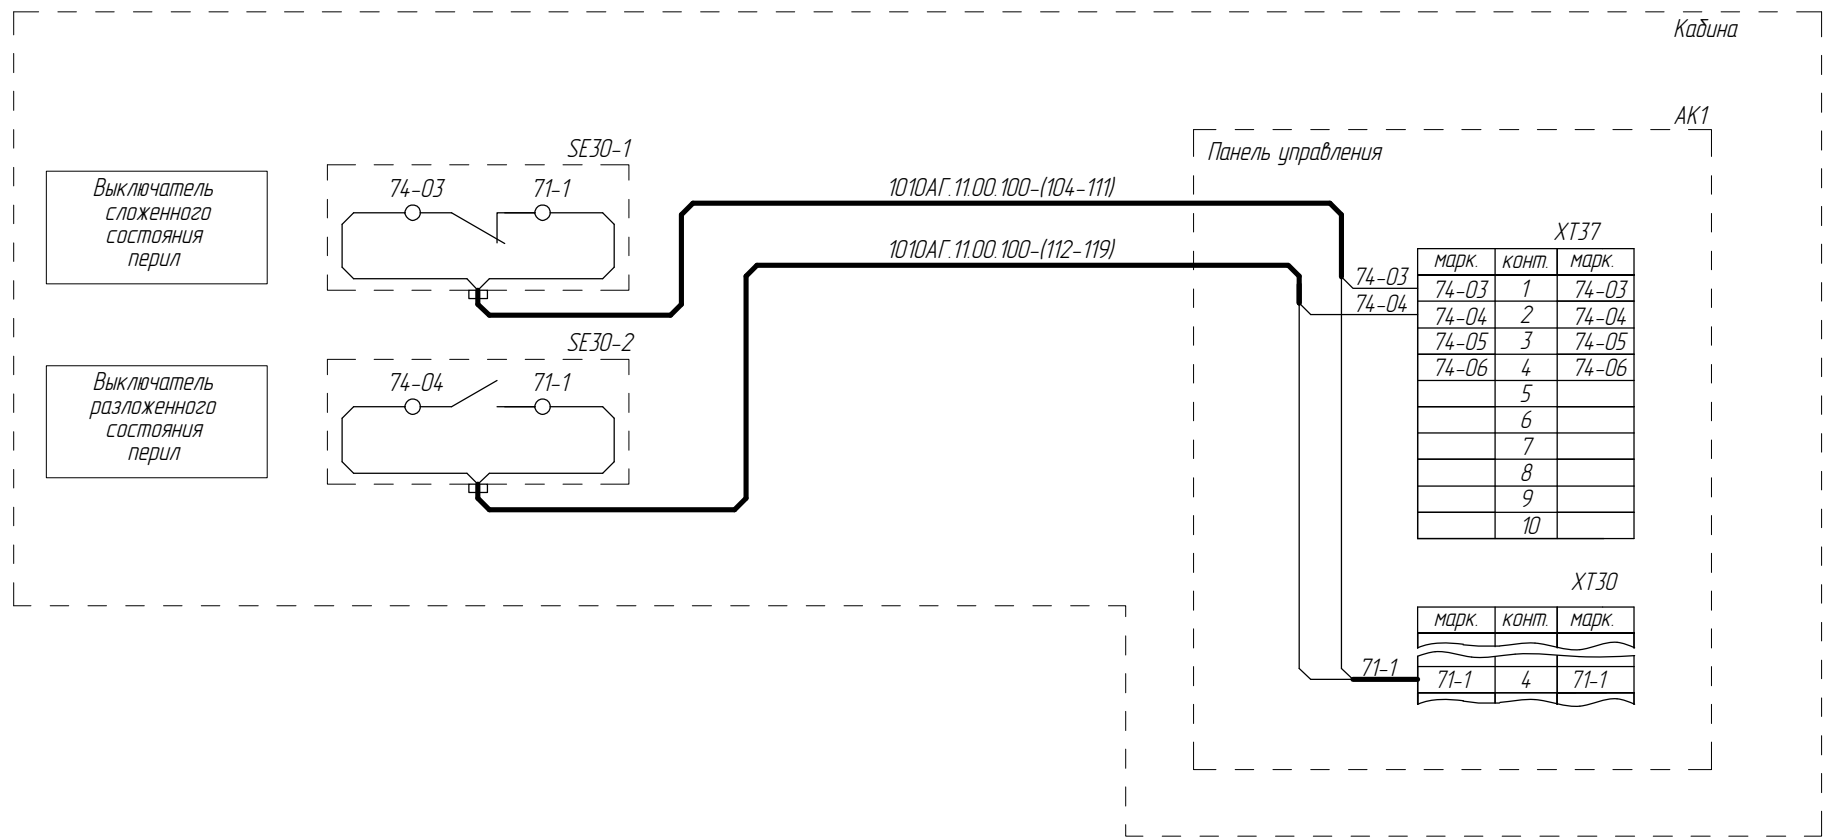 Кабина
АК1
Панель управления
Выключатель
сложенного
состояния
перил
SE30-1
74-03 71-1
1010АГ.11.00.100-(104-111)
1010АГ.11.00.100-(112-119)
Выключатель
разложенного
состояния
перил
SE30-2
74-04 71-1
74-03
74-04
XT37
марк. конт. марк.
74-03 1 74-03
74-04 2 74-04
74-05 3 74-05
74-06 4 74-06
5
6
7
8
9
10
XT30
марк. конт. марк.
71-1
71-1 4 71-1